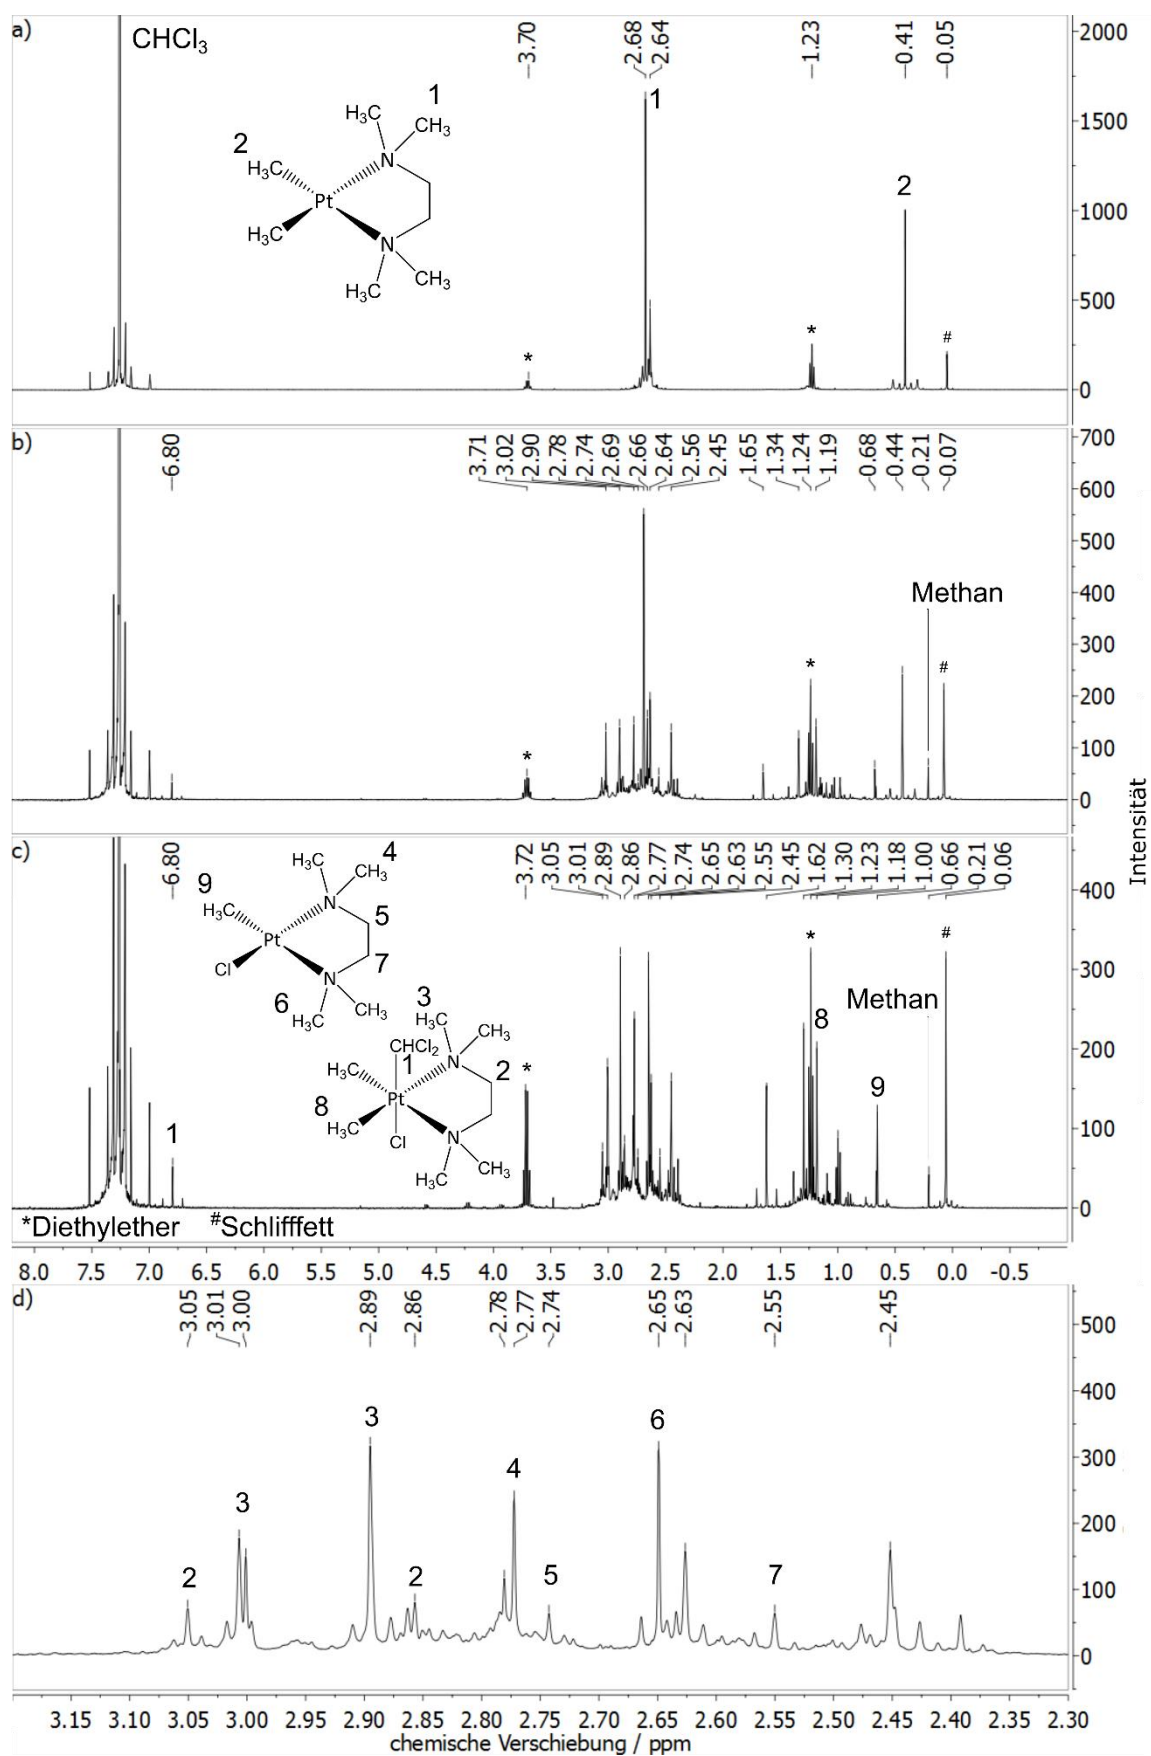 a)
CHCl3
3.70
2.68
2.64
1.23
0.41
0.05
2000
1500
1000
500
0
1
H3C
CH3
2
H3C
N
Pt
H3C
N
CH3
H3C
1
2
*
*
#
b)
6.80
3.71
3.02
2.90
2.78
2.74
2.69
2.66
2.64
2.56
2.45
1.65
1.34
1.24
1.19
0.68
0.44
0.21
0.07
700
600
500
400
300
200
100
0
Methan
*
*
#
Intensität
c)
6.80
3.72
3.05
3.01
2.89
2.86
2.77
2.74
2.65
2.63
2.55
2.45
1.62
1.30
1.23
1.18
1.00
0.66
0.21
0.06
400
300
200
100
0
4
H3C
CH3
9
H3C
N
5
Pt
Cl
7
N
6
H3C
CH3
3
H3C
CH3
CHCl2
1
N
2
H3C
Pt
8
H3C
Cl
N
H3C
CH3
1
*
*
8
Methan
9
#
*Diethylether #Schlifffett
8.0 7.5 7.0 6.5 6.0 5.5 5.0 4.5 4.0 3.5 3.0 2.5 2.0 1.5 1.0 0.5 0.0 -0.5
d)
3.05
3.01
3.00
2.89
2.86
2.78
2.77
2.74
2.65
2.63
2.55
2.45
500
400
300
200
100
0
2
3
3
2
4
5
6
7
3.15 3.10 3.05 3.00 2.95 2.90 2.85 2.80 2.75 2.70 2.65 2.60 2.55 2.50 2.45 2.40 2.35 2.30
chemische Verschiebung / ppm